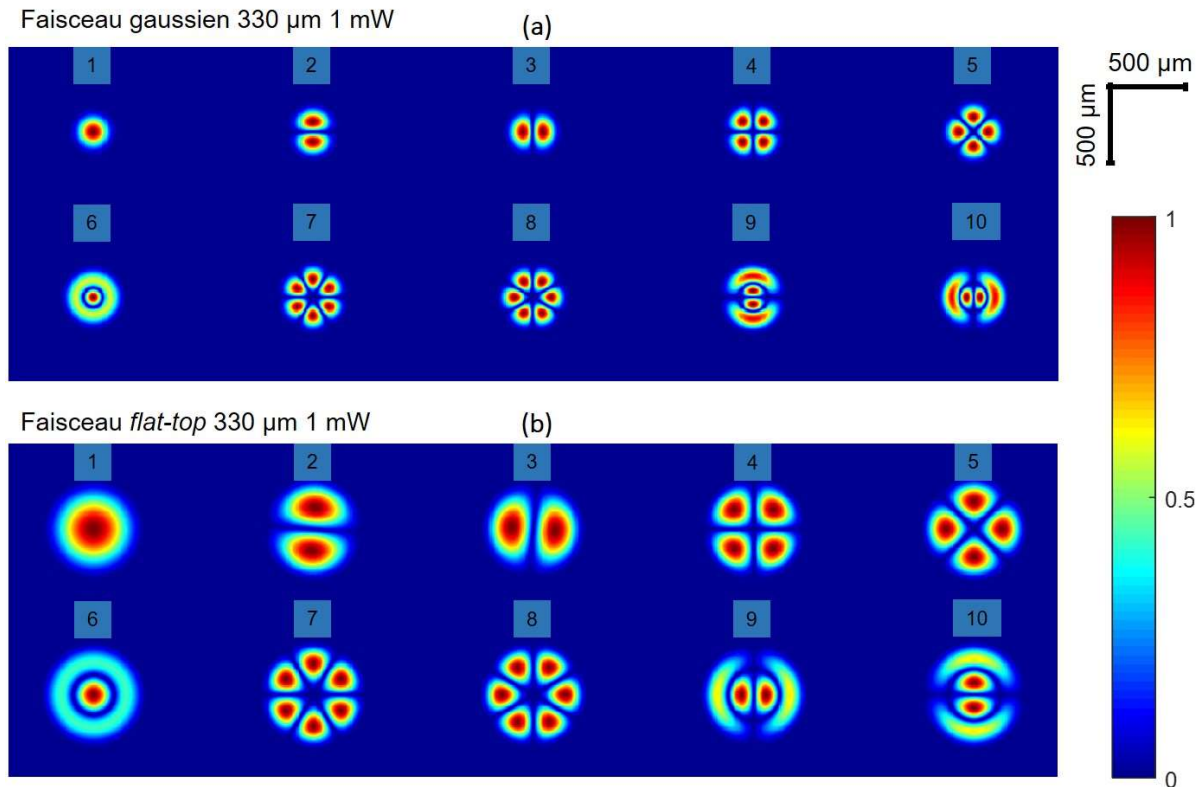 Faisceau gaussien 330 µm 1 mW
(a)
1 2 3 4 5
500 µm
500 µm
6 7 8 9 10
1
Faisceau flat-top 330 µm 1 mW
(b)
1 2 3 4 5
0.5
6 7 8 9 10
0